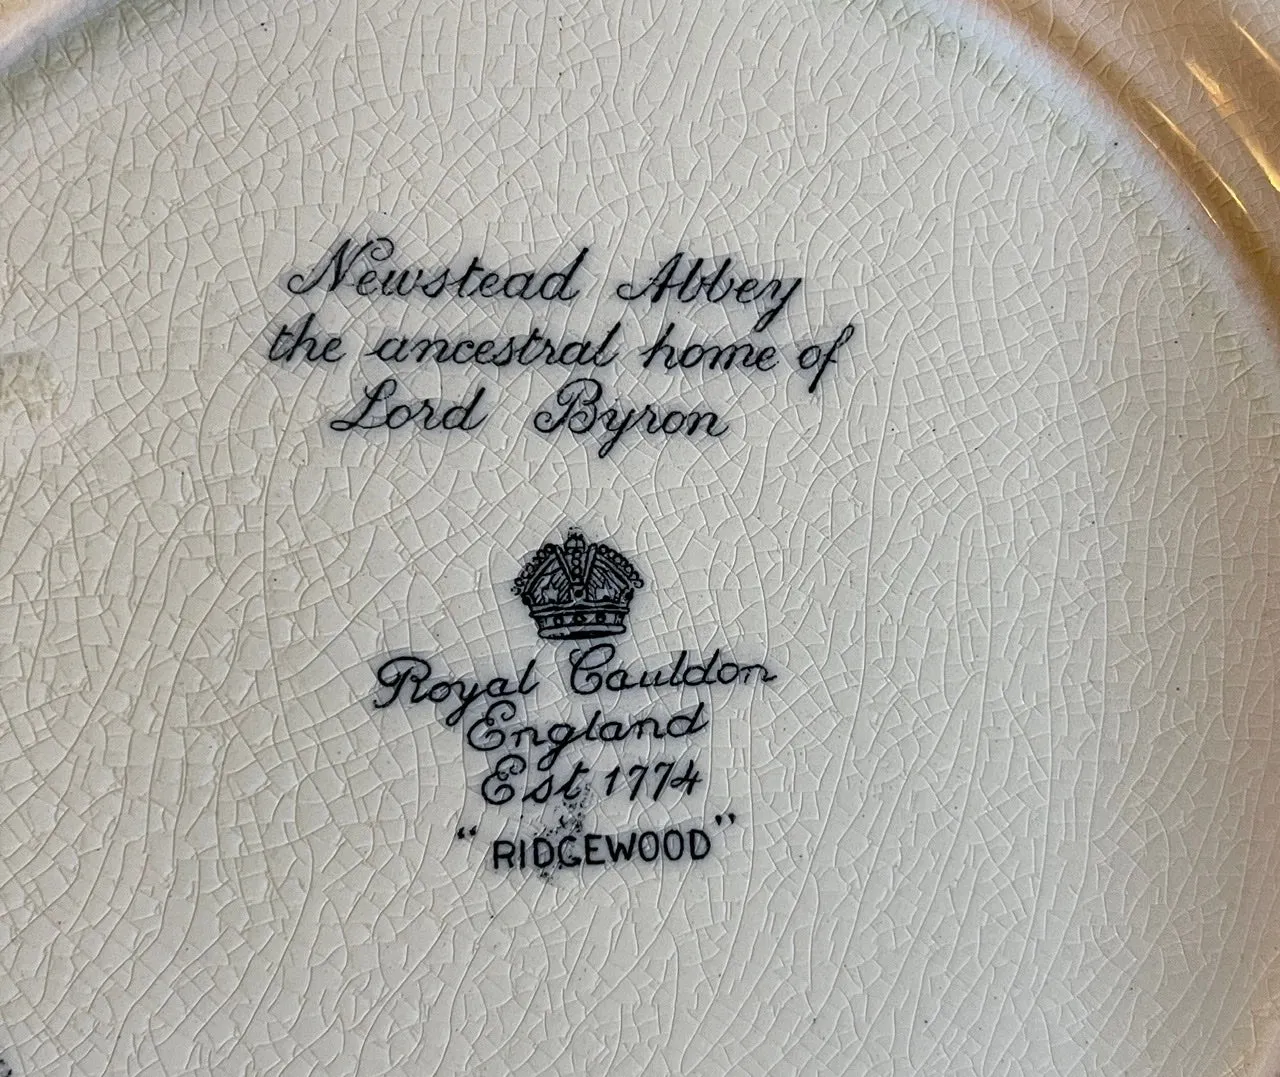 Newstead Abbey
the ancestral home of
Lord Byron
Royal Cauldon
England
Est 1774
"RIDGEWOOD"